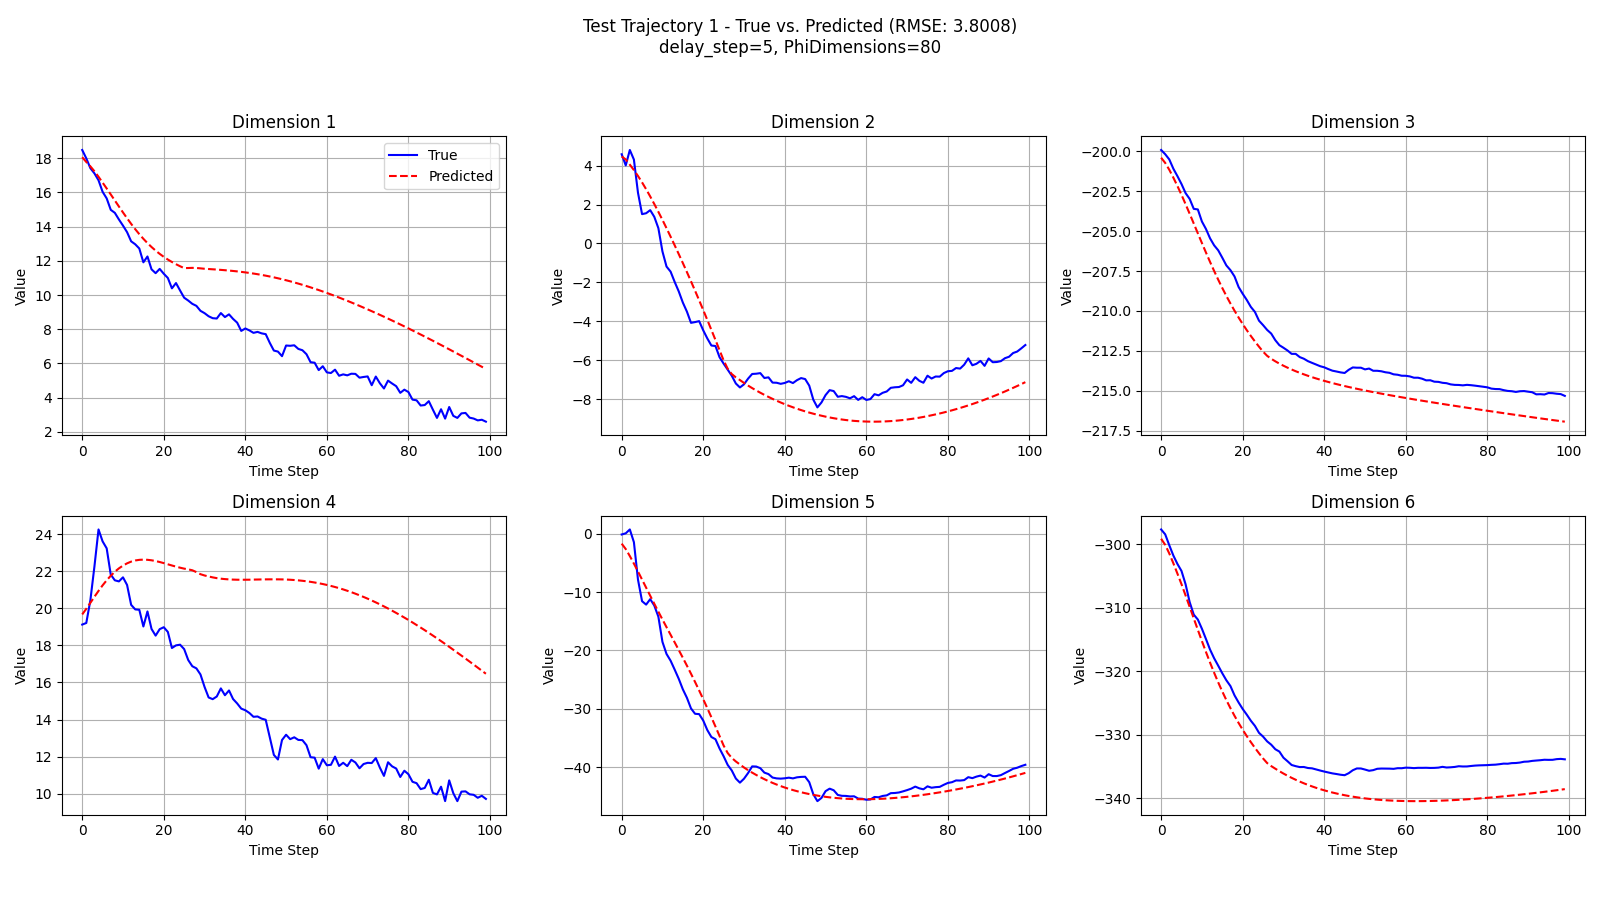 Test Trajectory 1 - True vs. Predicted (RMSE: 3.8008)
delay_step=5, PhiDimensions=80
Dimension 1
True
Predicted
Value
18
16
14
12
10
8
6
4
2
0 20 40 60 80 100
Time Step
Dimension 2
Value
4
2
0
−2
−4
−6
−8
0 20 40 60 80 100
Time Step
Dimension 3
Value
−200.0
−202.5
−205.0
−207.5
−210.0
−212.5
−215.0
−217.5
0 20 40 60 80 100
Time Step
Dimension 4
Value
24
22
20
18
16
14
12
10
0 20 40 60 80 100
Time Step
Dimension 5
Value
0
−10
−20
−30
−40
0 20 40 60 80 100
Time Step
Dimension 6
Value
−300
−310
−320
−330
−340
0 20 40 60 80 100
Time Step